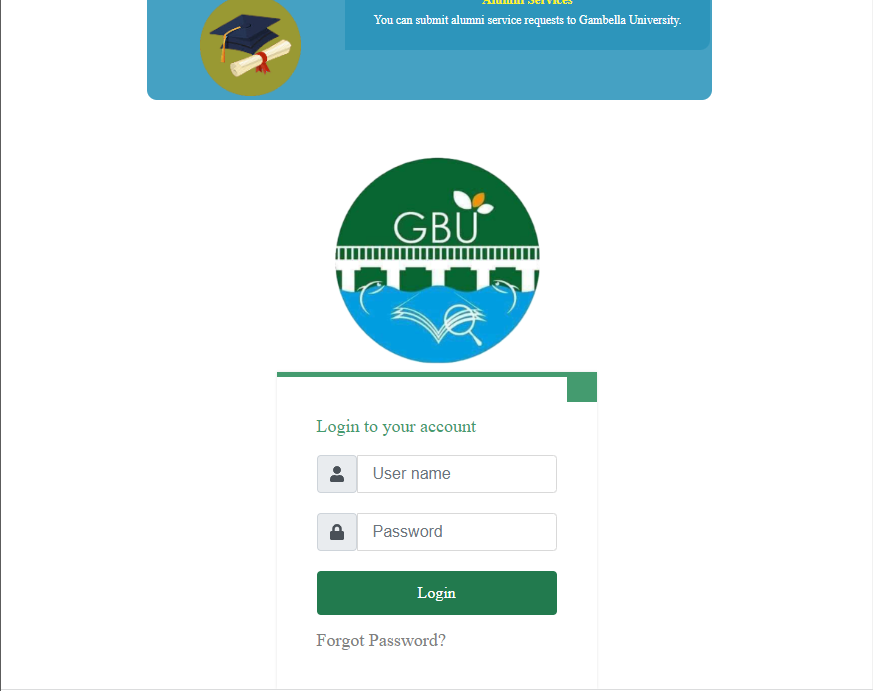 Alumni Services
You can submit alumni service requests to Gambella University.
GBU
Login to your account
User name
Password
Login
Forgot Password?